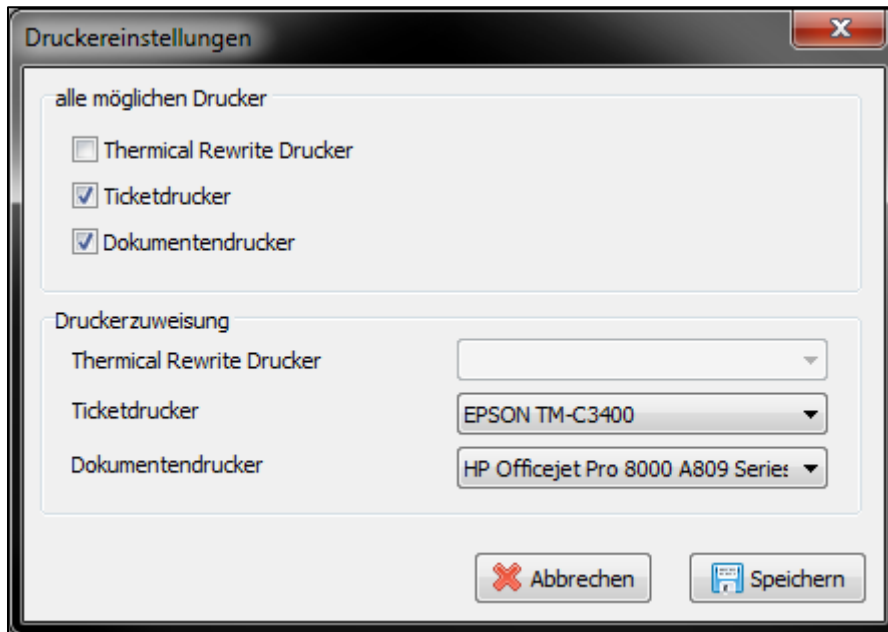 Druckereinstellungen
alle möglichen Drucker
Thermical Rewrite Drucker
Ticketdrucker
Dokumentendrucker
Druckerzuweisung
Thermical Rewrite Drucker
Ticketdrucker EPSON TM-C3400
Dokumentendrucker HP Officejet Pro 8000 A809 Series
Abbrechen Speichern